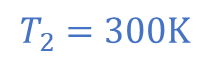 T₂ = 300K